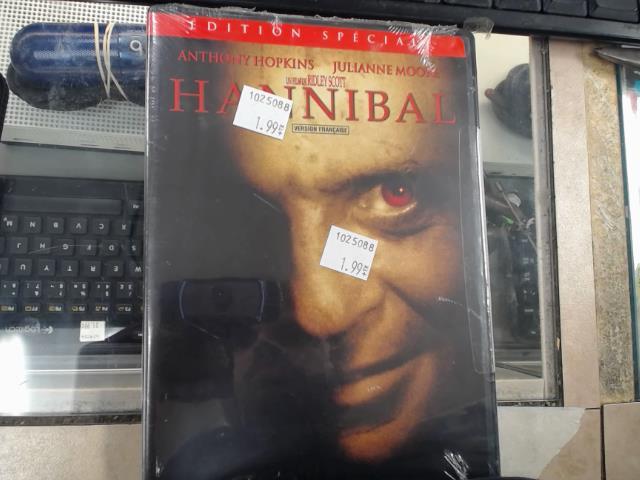 ÉDITION SPÉCIALE
ANTHONY HOPKINS JULIANNE MOORE
UN FILM DE RIDLEY SCOTT
HANNIBAL
VERSION FRANÇAISE
1025088
1.99
1025088
1.99